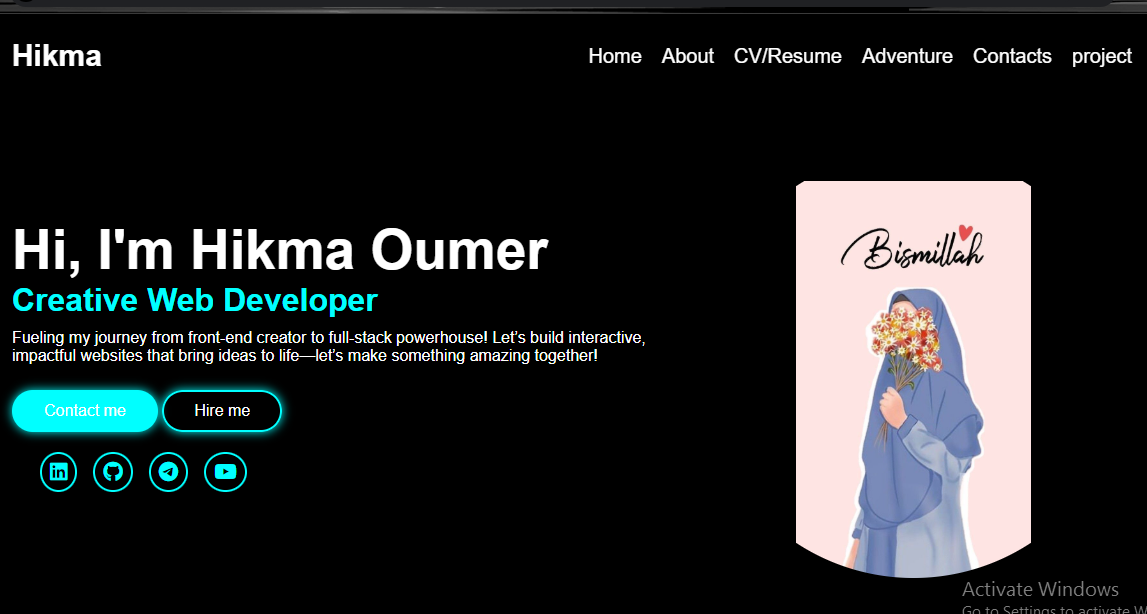 Hikma
Home About CV/Resume Adventure Contacts project
Bismillah
Hi, I'm Hikma Oumer
Creative Web Developer
Fueling my journey from front-end creator to full-stack powerhouse! Let’s build interactive,
impactful websites that bring ideas to life—let’s make something amazing together!
Contact me Hire me
in
Activate Windows
Go to Settings to activate W